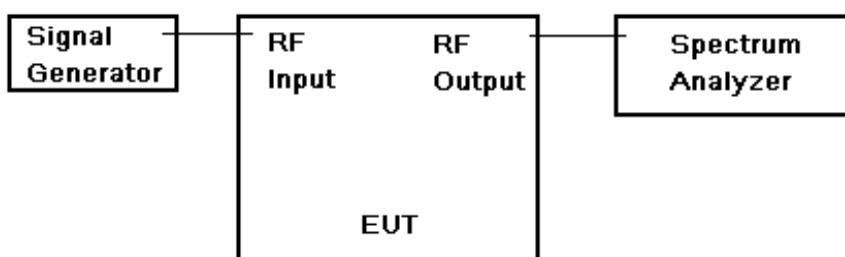 Signal
Generator
RF
Input
RF
Output
Spectrum
Analyzer
EUT